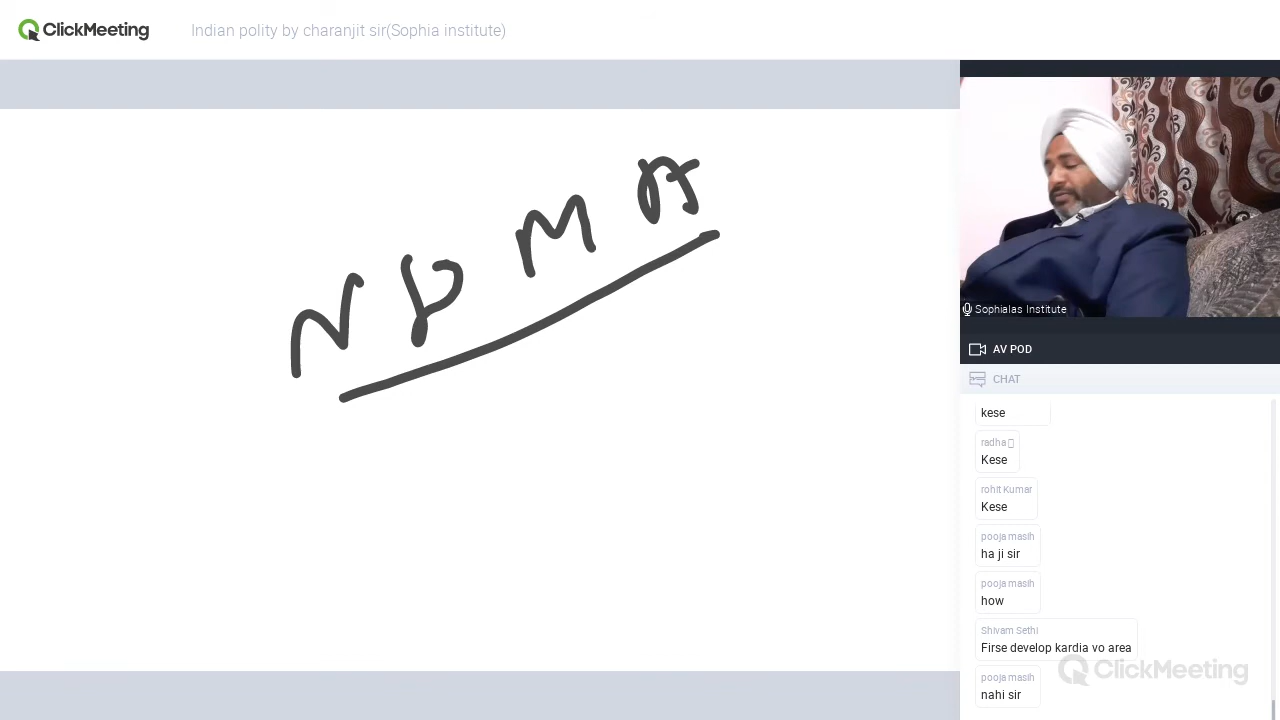 ClickMeeting
Indian polity by charanjit sir(Sophia institute)
N D M A
SophiaIas Institute
AV POD
CHAT
kese
radha
Kese
rohit Kumar
Kese
pooja masih
ha ji sir
pooja masih
how
Shivam Sethi
Firse develop kardia vo area
pooja masih
nahi sir
ClickMeeting